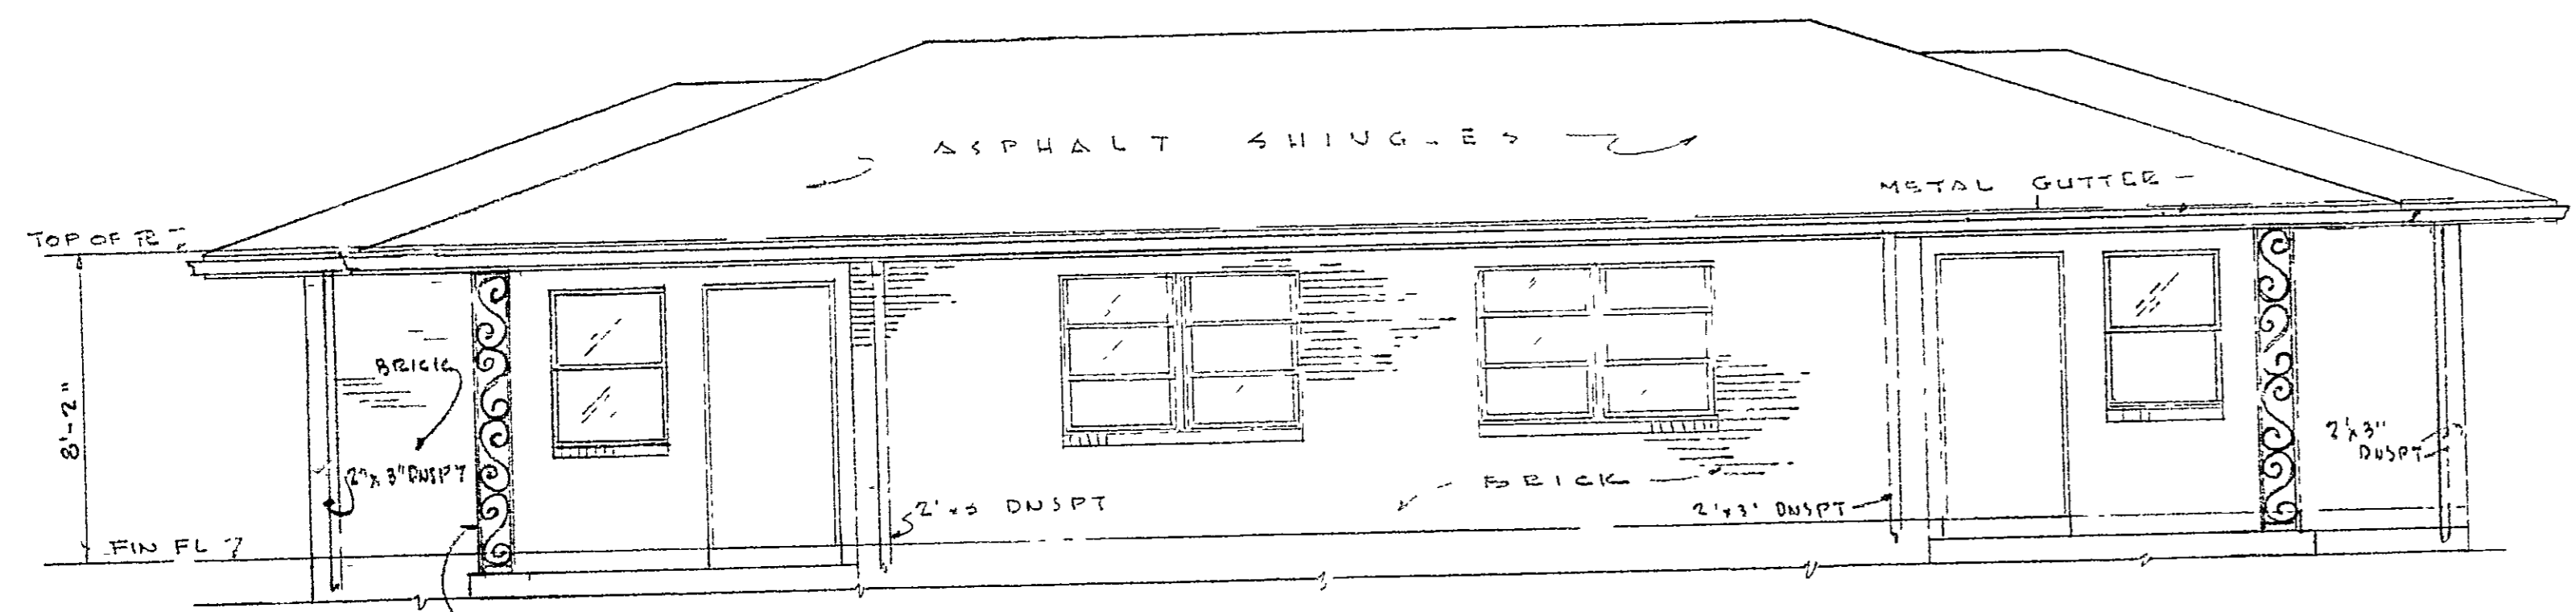 ASPHALT SHINGLES
METAL GUTTER
TOP OF PL
8'-2"
BRICK
2"x3" DNSPT
2'x3 DNSPT
BRICK
2'x3' DNSPT
2'x3" DNSPT
FIN FL